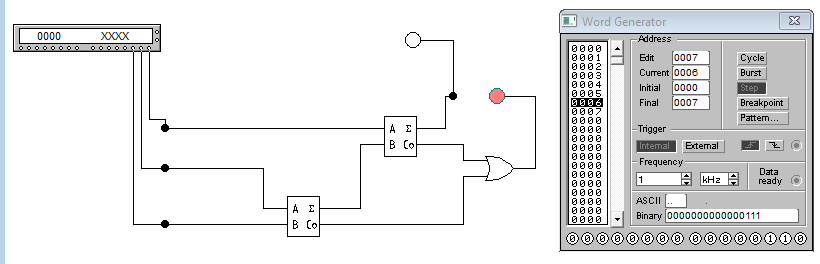 0000 XXXX
A Σ
B Co
A Σ
B Co
Word Generator
0000
0001
0002
0003
0004
0005
0006
0007
0000
0000
0000
0000
0000
0000
0000
0000
0000
0000
0000
0000
Address
Edit 0007
Current 0006
Initial 0000
Final 0007
Cycle
Burst
Step
Breakpoint
Pattern...
Trigger
Internal External
Frequency
1 kHz
Data
ready
ASCII .. .
Binary 0000000000000111
0 0 0 0 0 0 0 0 0 0 0 0 0 1 1 0